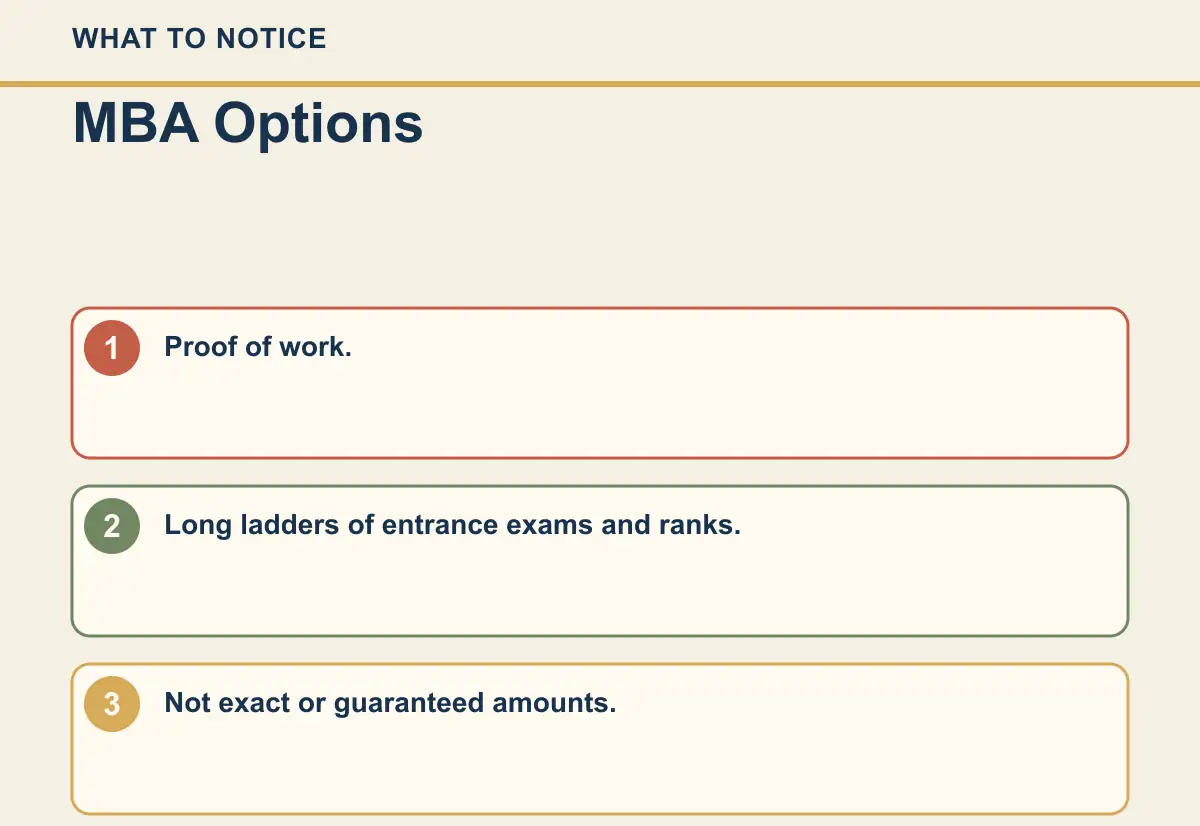 WHAT TO NOTICE
MBA Options
1
Proof of work.
2
Long ladders of entrance exams and ranks.
3
Not exact or guaranteed amounts.